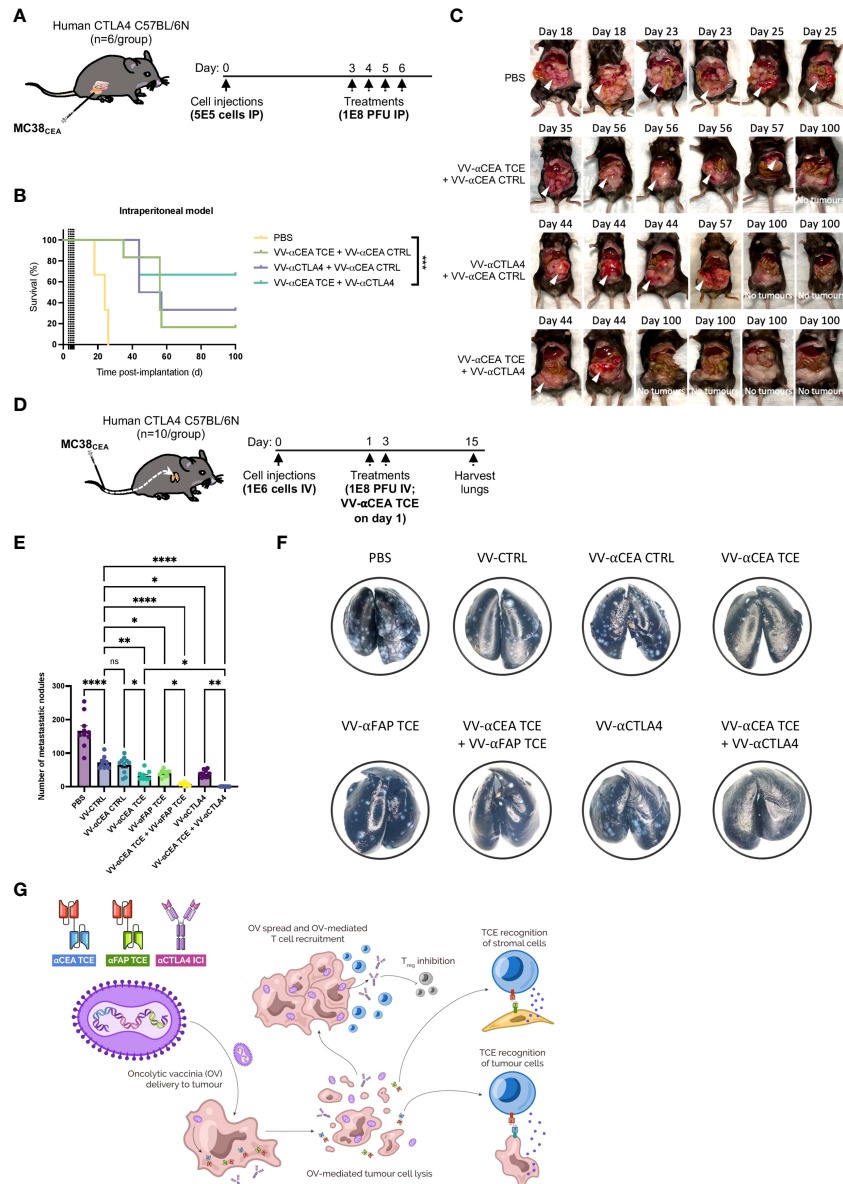 A
Human CTLA4 C57BL/6N
(n=6/group)
MC38CEA
Day: 0 3 4 5 6
Cell injections
(5E5 cells IP)
Treatments
(1E8 PFU IP)
B
Intraperitoneal model
Survival (%)
100
80
60
40
20
0
0 20 40 60 80 100
Time post-implantation (d)
PBS
VV-αCEA TCE + VV-αCEA CTRL
VV-αCTLA4 + VV-αCEA CTRL
VV-αCEA TCE + VV-αCTLA4
***
C
Day 18 Day 18 Day 23 Day 23 Day 25 Day 25
PBS
Day 35 Day 56 Day 56 Day 56 Day 57 Day 100
VV-αCEA TCE
+ VV-αCEA CTRL
No tumours
Day 44 Day 44 Day 44 Day 57 Day 100 Day 100
VV-αCTLA4
+ VV-αCEA CTRL
No tumours No tumours
Day 44 Day 44 Day 100 Day 100 Day 100 Day 100
VV-αCEA TCE
+ VV-αCTLA4
No tumours No tumours No tumours No tumours
D
Human CTLA4 C57BL/6N
(n=10/group)
MC38CEA
Day: 0 1 3 15
Cell injections
(1E6 cells IV)
Treatments
(1E8 PFU IV;
VV-αCEA TCE
on day 1)
Harvest
lungs
E
****
*
****
*
** *
ns
**** * * **
Number of metastastatic nodules
300
200
100
0
PBS
VV-CTRL
VV-αCEA CTRL
VV-αCEA TCE
VV-αFAP TCE
VV-αCEA TCE + VV-αFAP TCE
VV-αCTLA4
VV-αCEA TCE + VV-αCTLA4
F
PBS VV-CTRL VV-αCEA CTRL VV-αCEA TCE
VV-αFAP TCE
VV-αCEA TCE
+ VV-αFAP TCE
VV-αCTLA4
VV-αCEA TCE
+ VV-αCTLA4
G
αCEA TCE αFAP TCE αCTLA4 ICI
OV spread and OV-mediated
T cell recruitment
Treg inhibition
TCE recognition
of stromal cells
Oncolytic vaccinia (OV)
delivery to tumour
TCE recognition
of tumour cells
OV-mediated tumour cell lysis